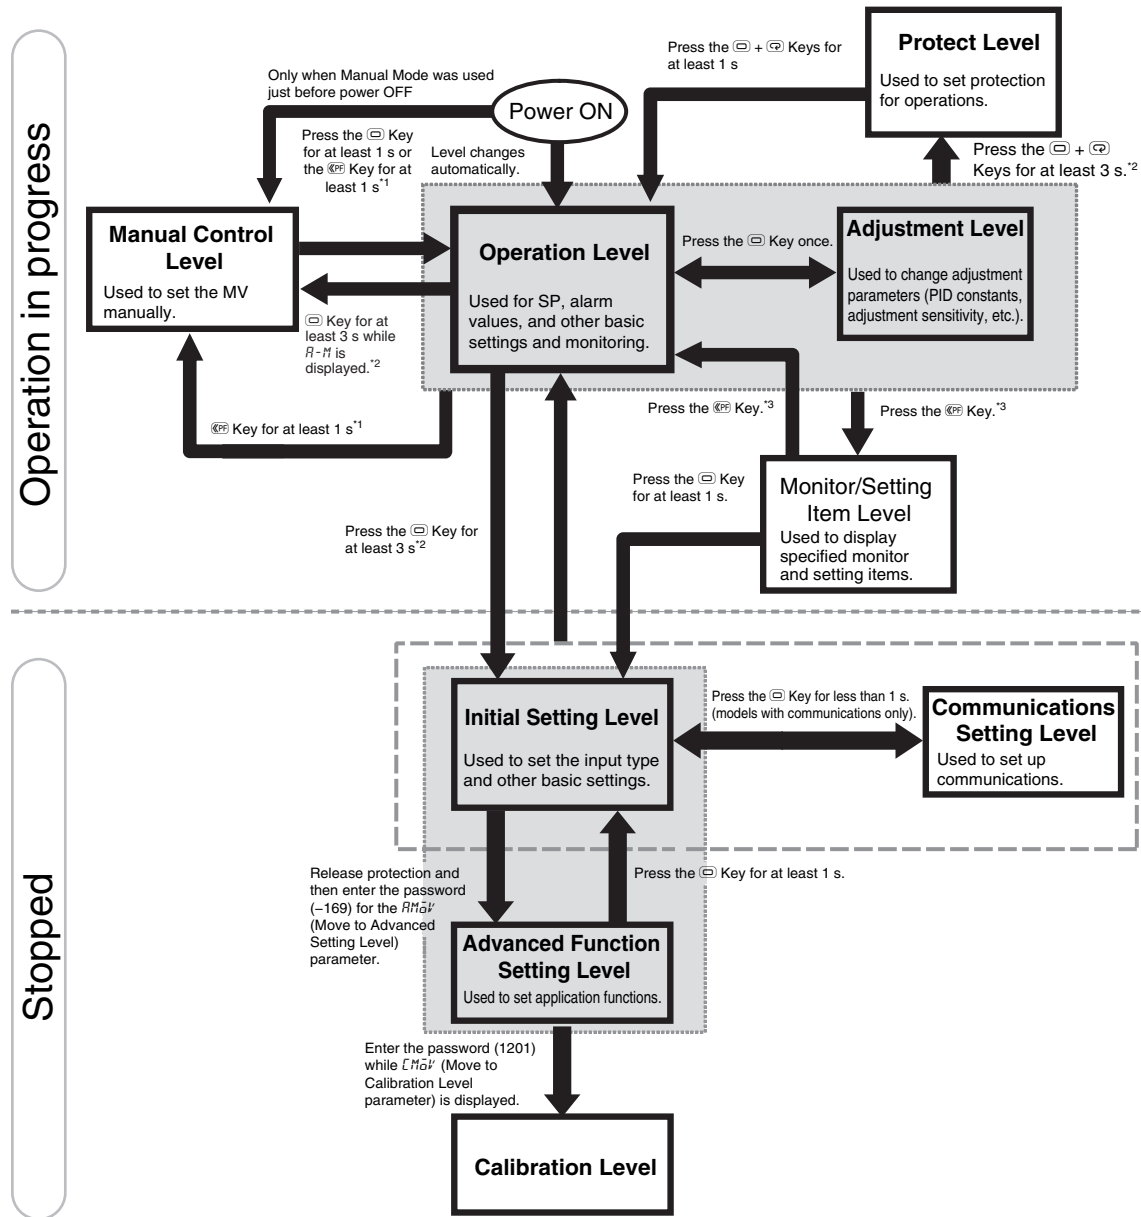 Operation in progress
Only when Manual Mode was used
just before power OFF
Power ON
Press the Key
for at least 1 s or
the PF Key for at
least 1 s*1
Level changes
automatically.
Press the + Keys for
at least 1 s
Protect Level
Used to set protection
for operations.
Press the +
Keys for at least 3 s.*2
Manual Control
Level
Used to set the MV
manually.
Operation Level
Used for SP, alarm
values, and other basic
settings and monitoring.
Press the Key once.
Adjustment Level
Used to change adjustment
parameters (PID constants,
adjustment sensitivity, etc.).
Key for at
least 3 s while
A-M is
displayed.*2
PF Key for at least 1 s*1
Press the PF Key.*3
Press the PF Key.*3
Press the Key
for at least 1 s.
Monitor/Setting
Item Level
Used to display
specified monitor
and setting items.
Press the Key for
at least 3 s*2
Stopped
Initial Setting Level
Used to set the input type
and other basic settings.
Press the Key for less than 1 s.
(models with communications only).
Communications
Setting Level
Used to set up
communications.
Release protection and
then enter the password
(−169) for the AMoV
(Move to Advanced
Setting Level)
parameter.
Press the Key for at least 1 s.
Advanced Function
Setting Level
Used to set application functions.
Enter the password (1201)
while CMoV (Move to
Calibration Level
parameter) is displayed.
Calibration Level